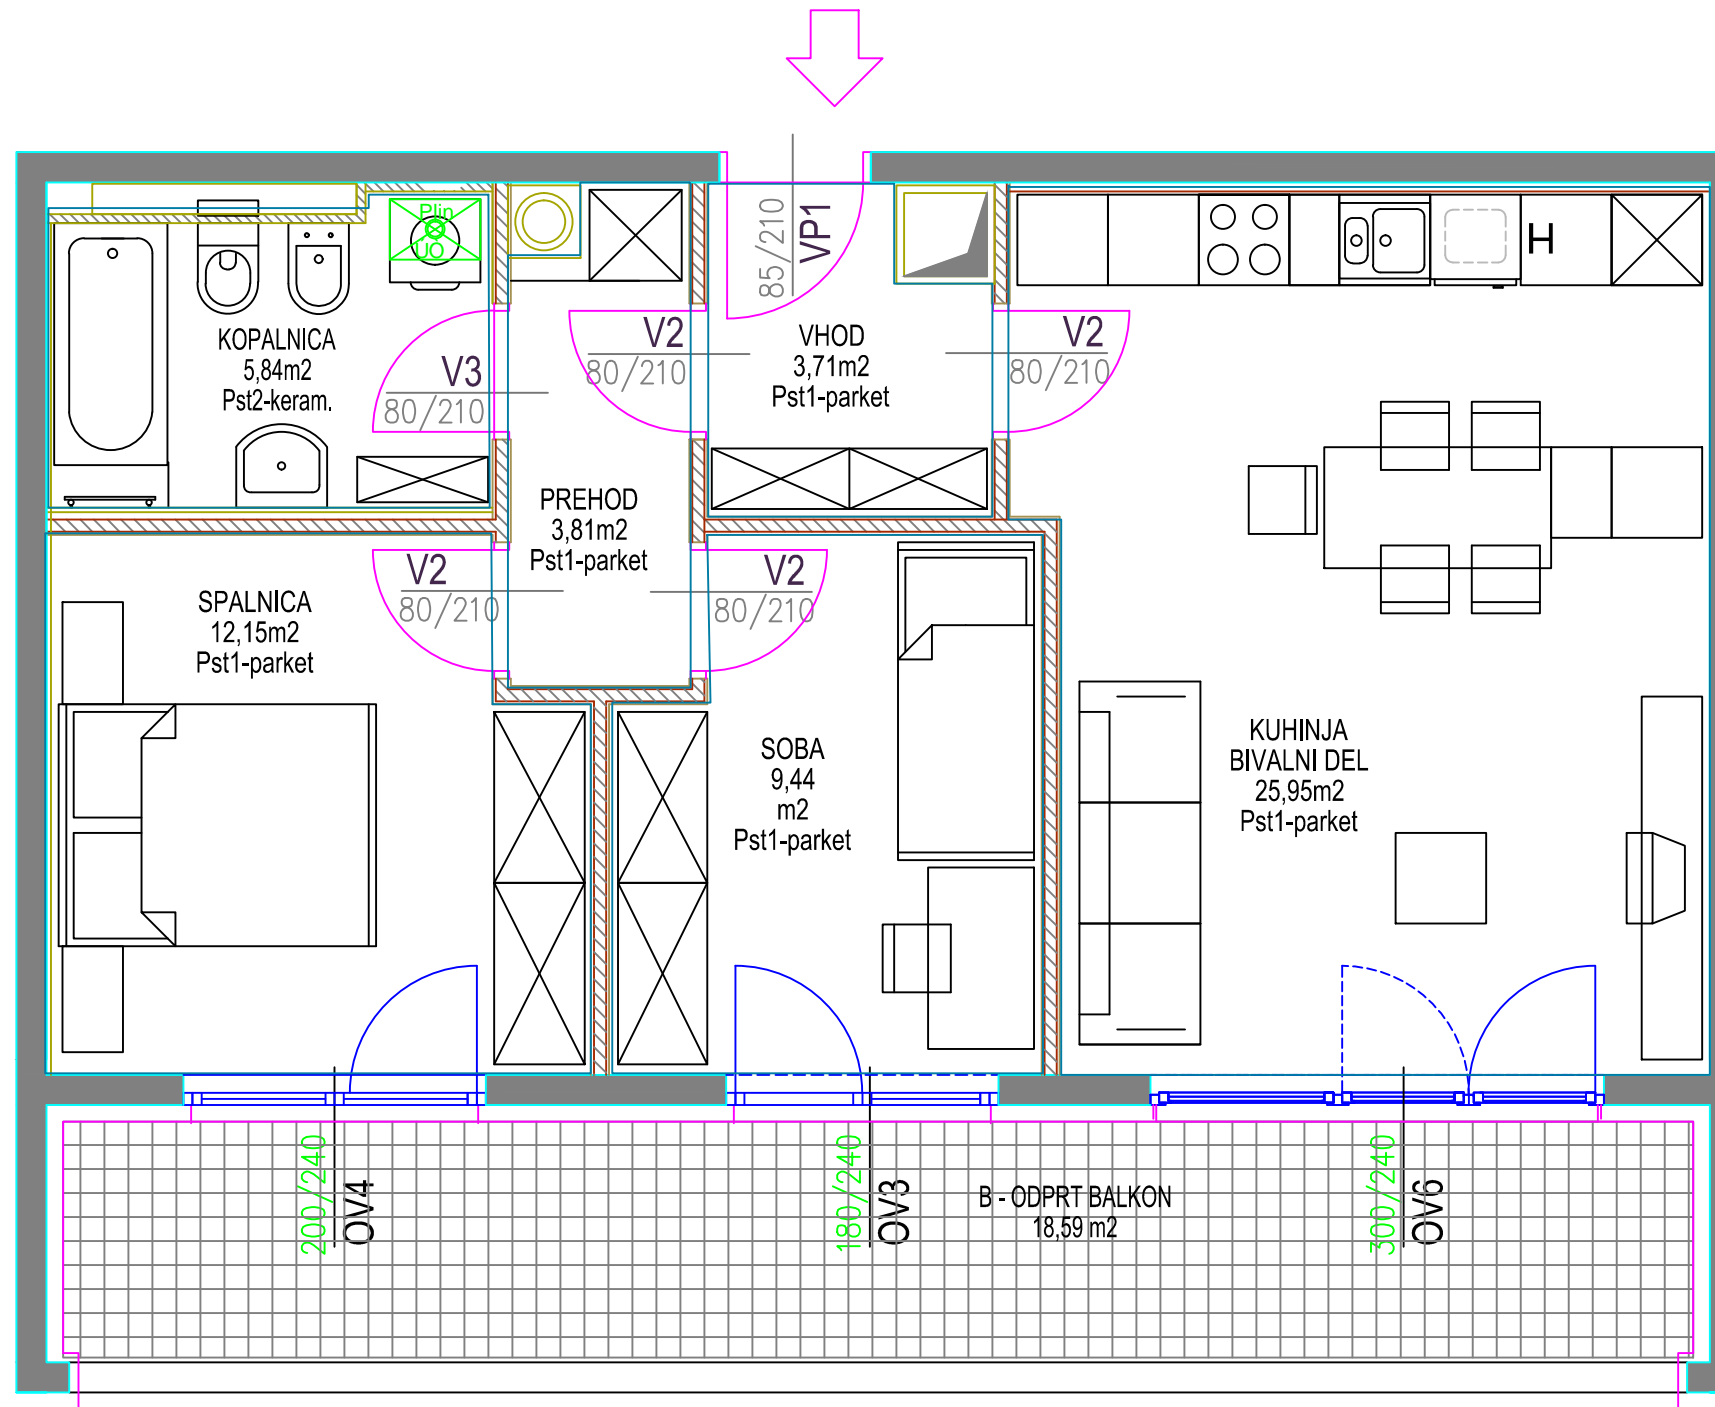 85/210
VP1
Plin
ÚO
H
KOPALNICA
5,84m2
Pst2-keram.
V3
80/210
V2
80/210
VHOD
3,71m2
Pst1-parket
V2
80/210
PREHOD
3,81m2
Pst1-parket
V2
80/210
V2
80/210
SPALNICA
12,15m2
Pst1-parket
SOBA
9,44
m2
Pst1-parket
KUHINJA
BIVALNI DEL
25,95m2
Pst1-parket
200/240
OV4
180/240
OV3
B - ODPRT BALKON
18,59 m2
300/240
OV6